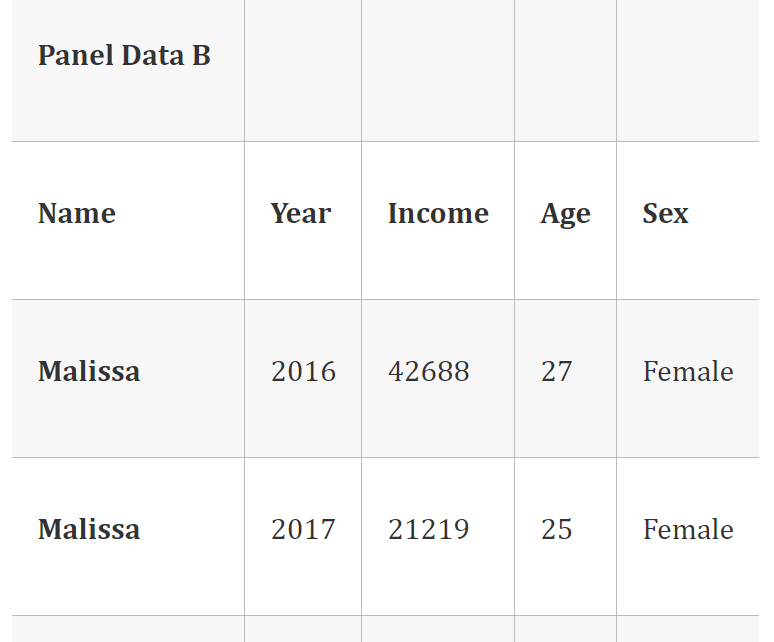 Panel Data B
Name Year Income Age Sex
Malissa 2016 42688 27 Female
Malissa 2017 21219 25 Female